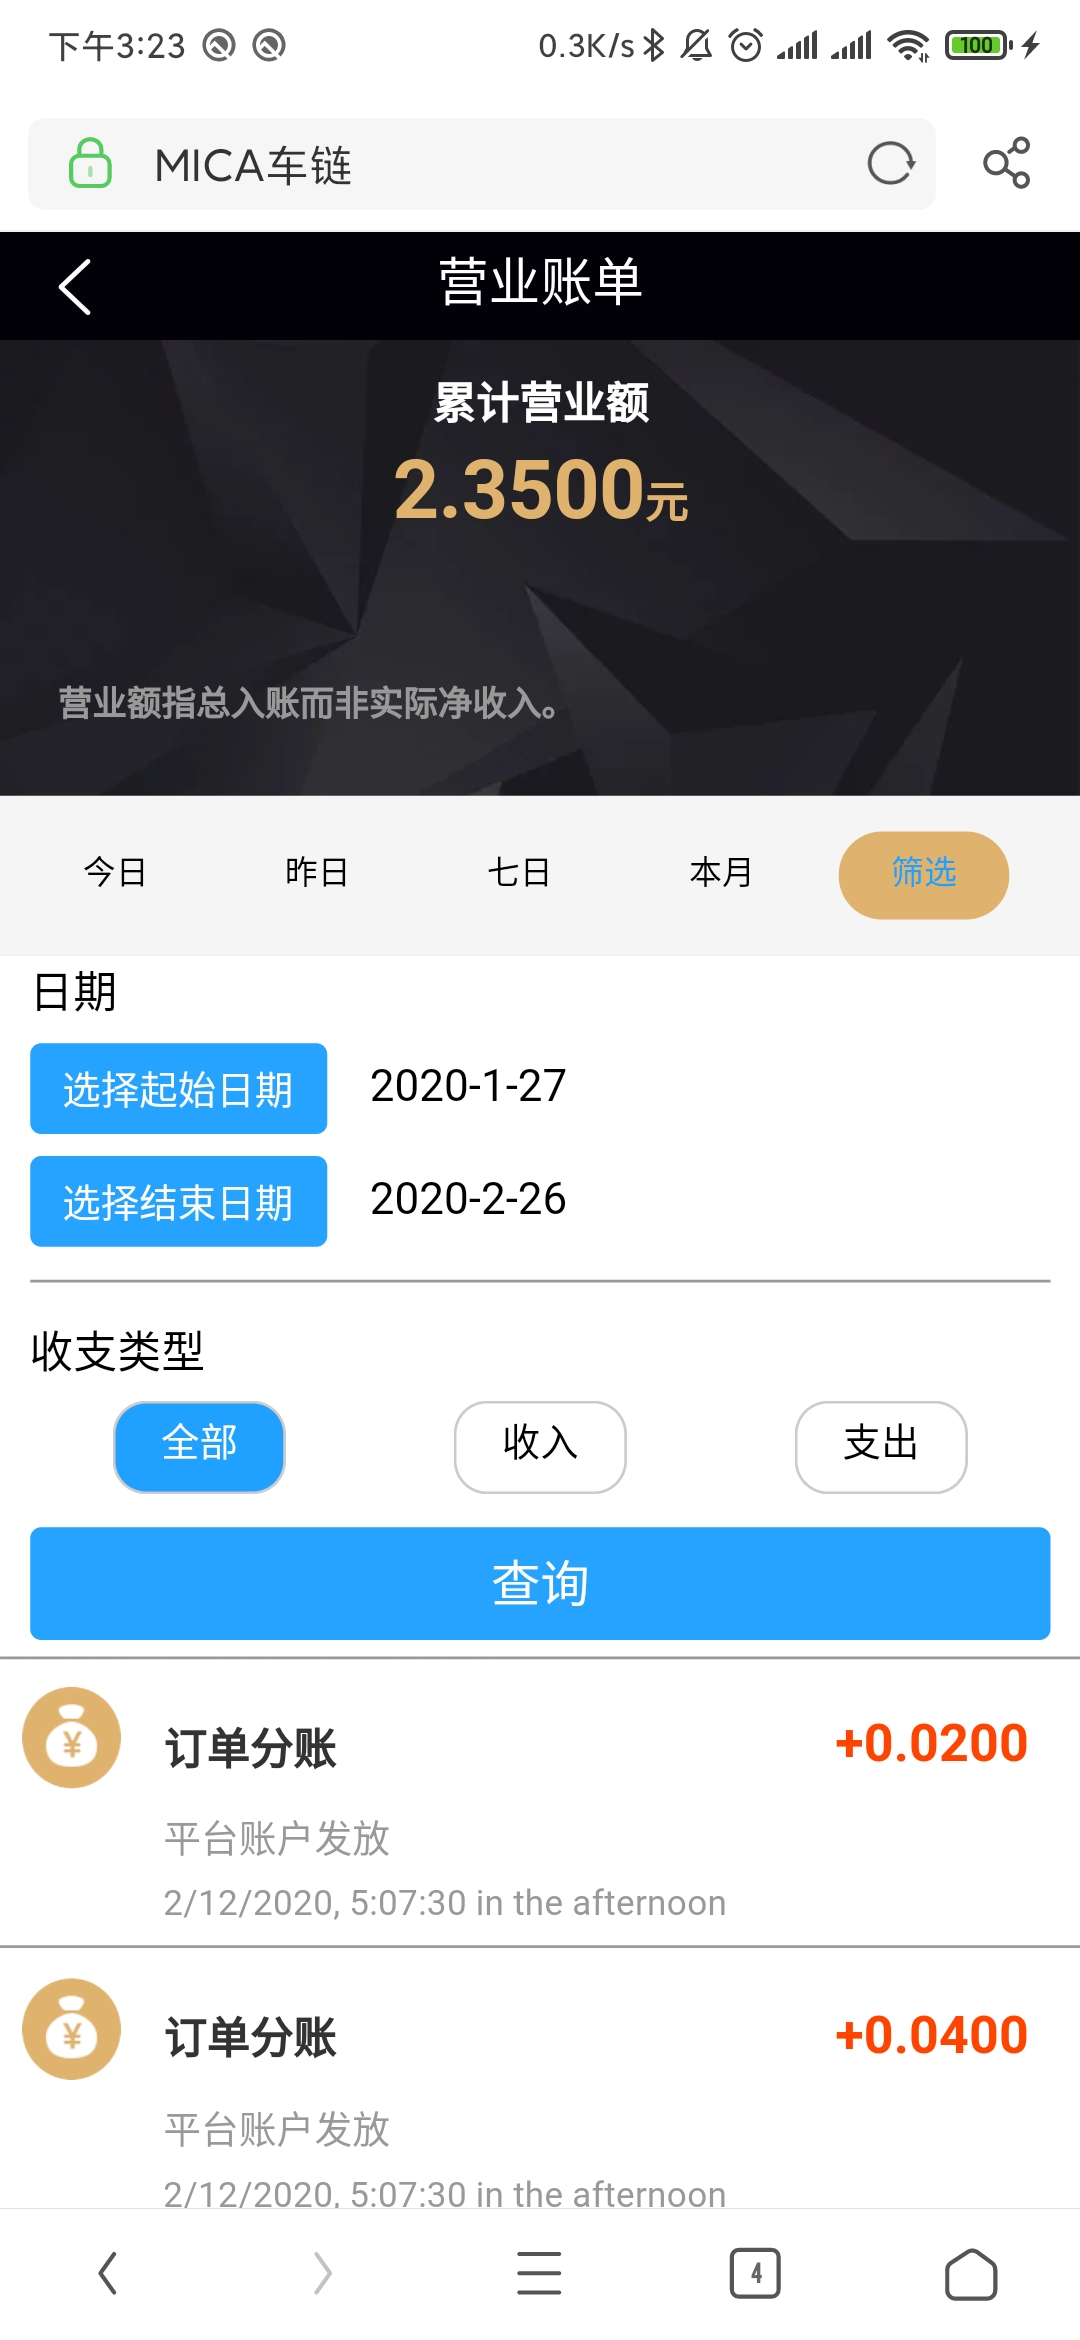 下午3:23
0.3K/s
100
MICA车链
营业账单
累计营业额
2.3500元
营业额指总入账而非实际净收入。
今日 昨日 七日 本月 筛选
日期
选择起始日期 2020-1-27
选择结束日期 2020-2-26
收支类型
全部 收入 支出
查询
¥
订单分账 +0.0200
平台账户发放
2/12/2020, 5:07:30 in the afternoon
¥
订单分账 +0.0400
平台账户发放
2/12/2020, 5:07:30 in the afternoon
4